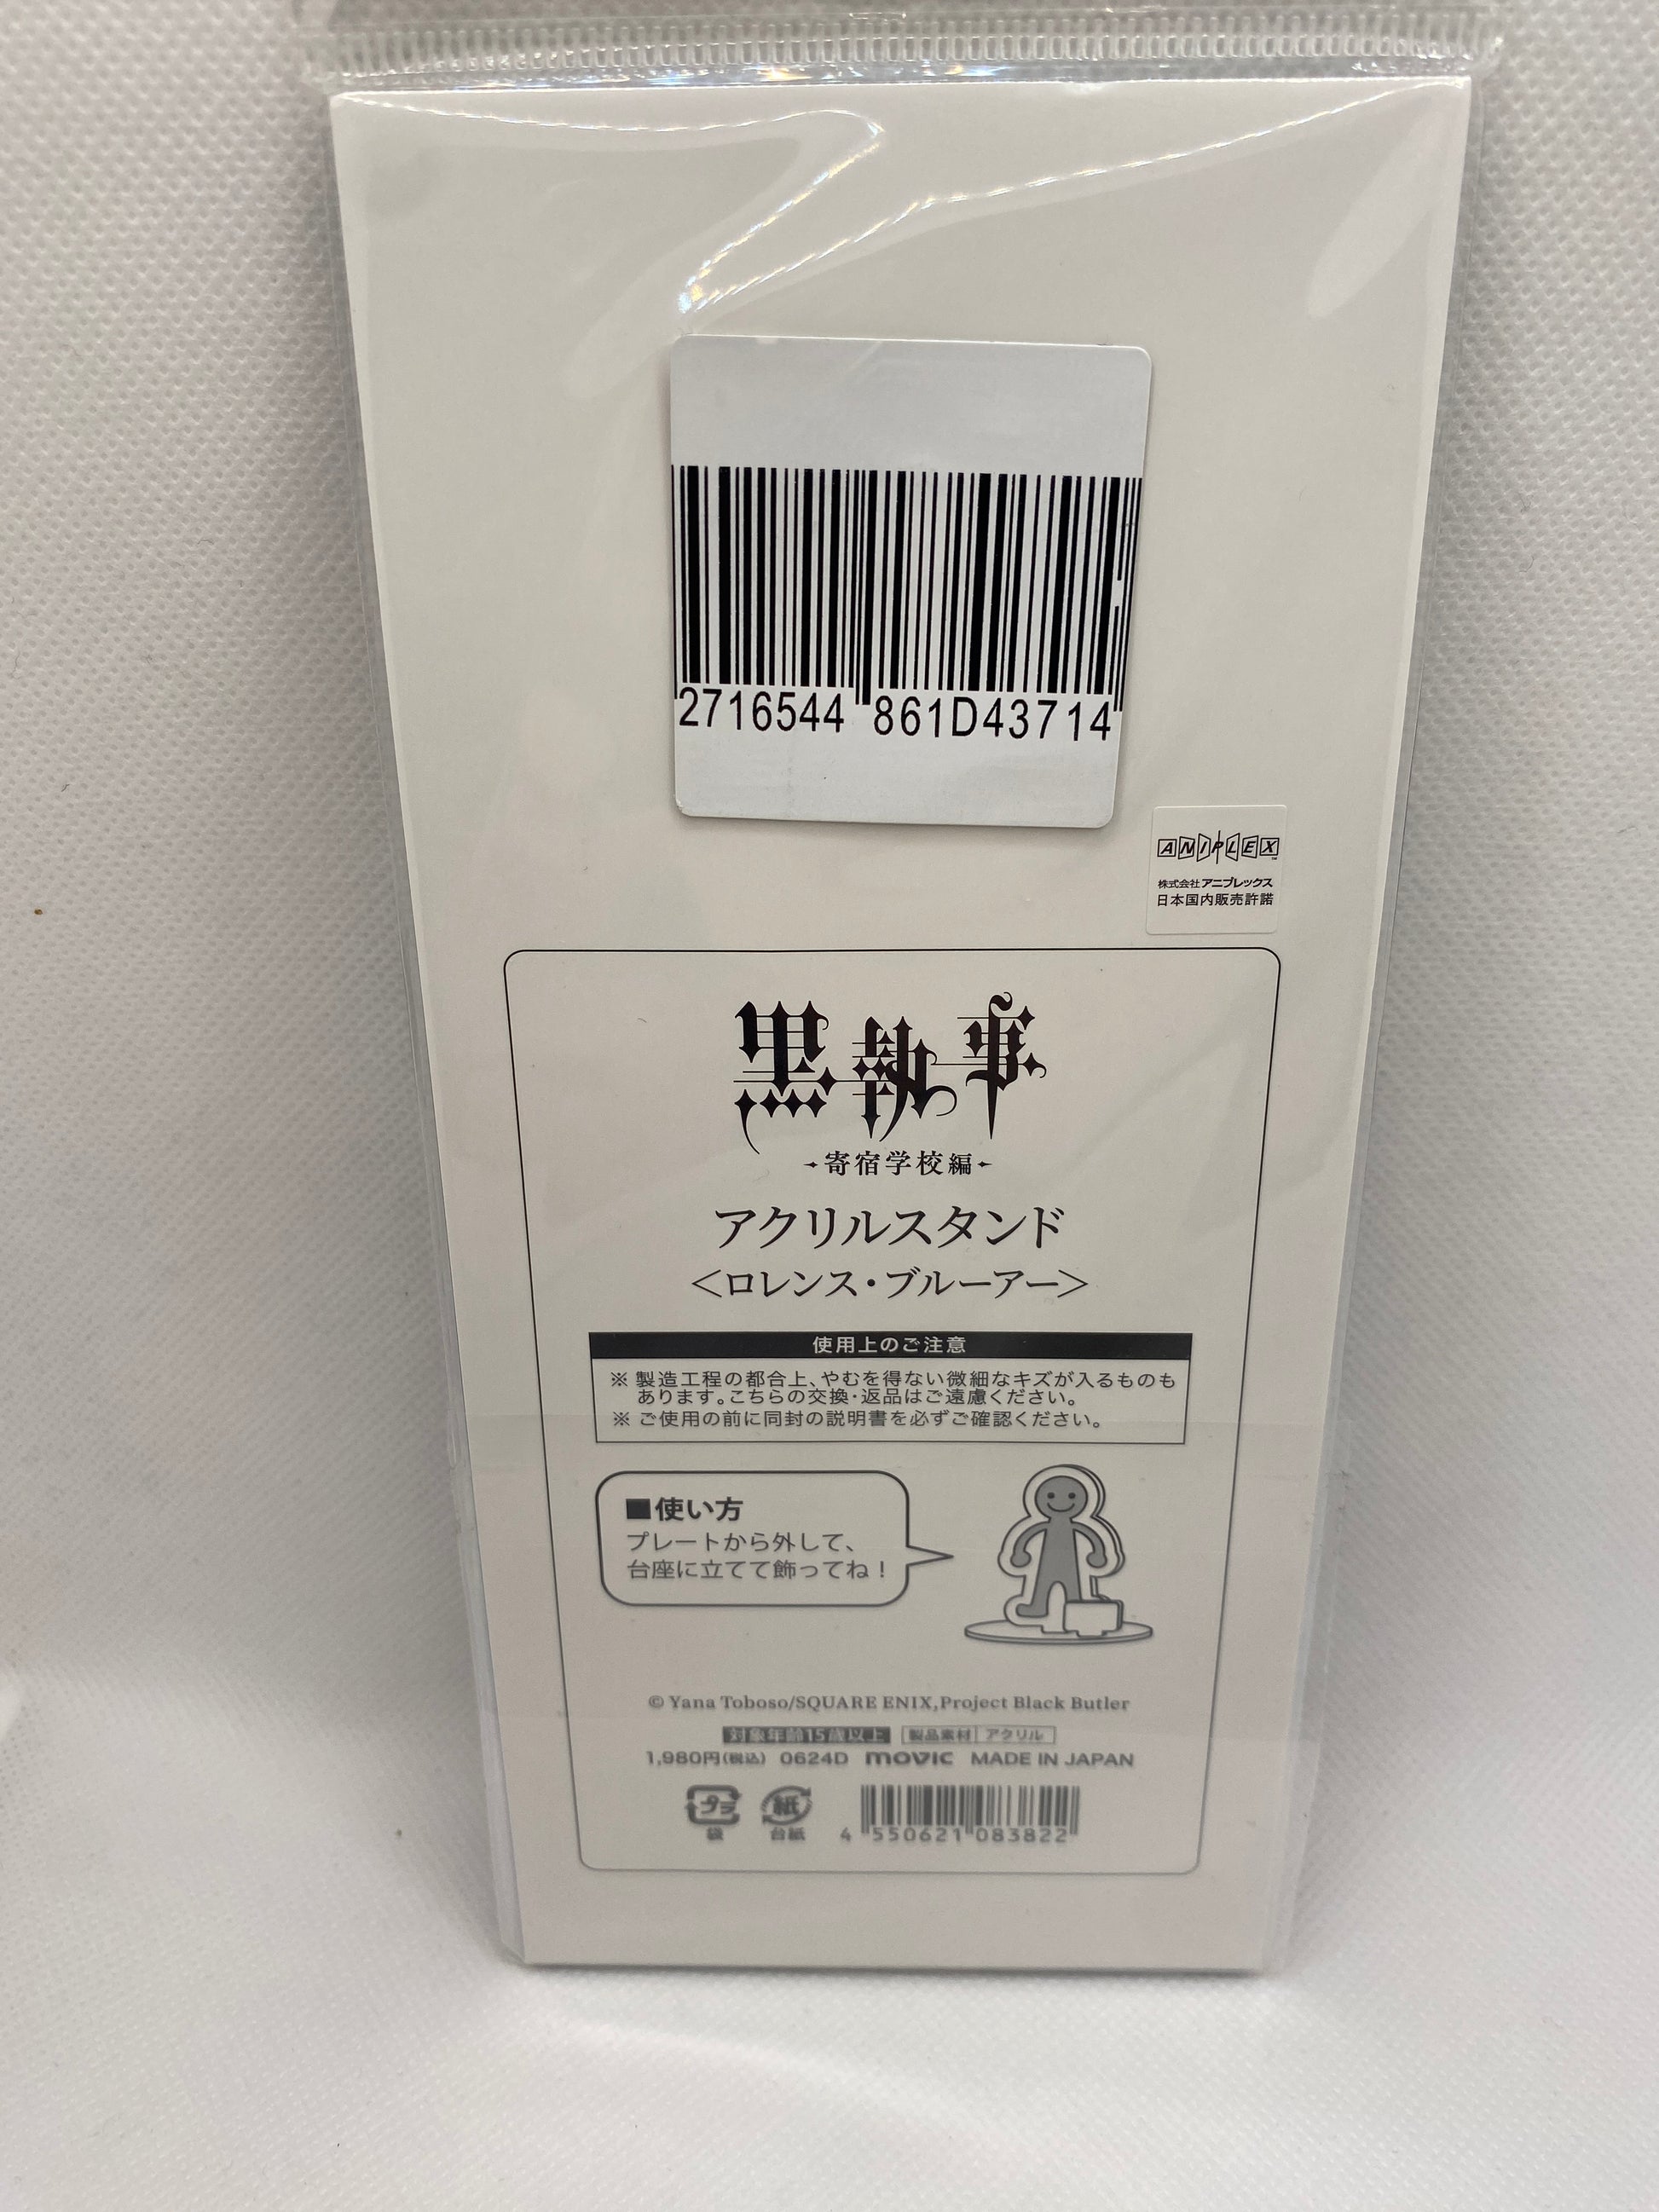 2716544 861D43714
ANIPLEX
株式会社アニプレックス
日本国内販売許諾
黒執事
寄宿学校編
アクリルスタンド
＜ロレンス・ブルーアー＞
使用上のご注意
※ 製造工程の都合上、やむを得ない微細なキズが入るものも
あります。こちらの交換・返品はご遠慮ください。
※ ご使用の前に同封の説明書を必ずご確認ください。
■使い方
プレートから外して、
台座に立てて飾ってね！
© Yana Toboso/SQUARE ENIX,Project Black Butler
対象年齢15歳以上 製品素材 アクリル
1,980円(税込) 0624D movic MADE IN JAPAN
プラ 紙
袋 台紙 4 550621 083822